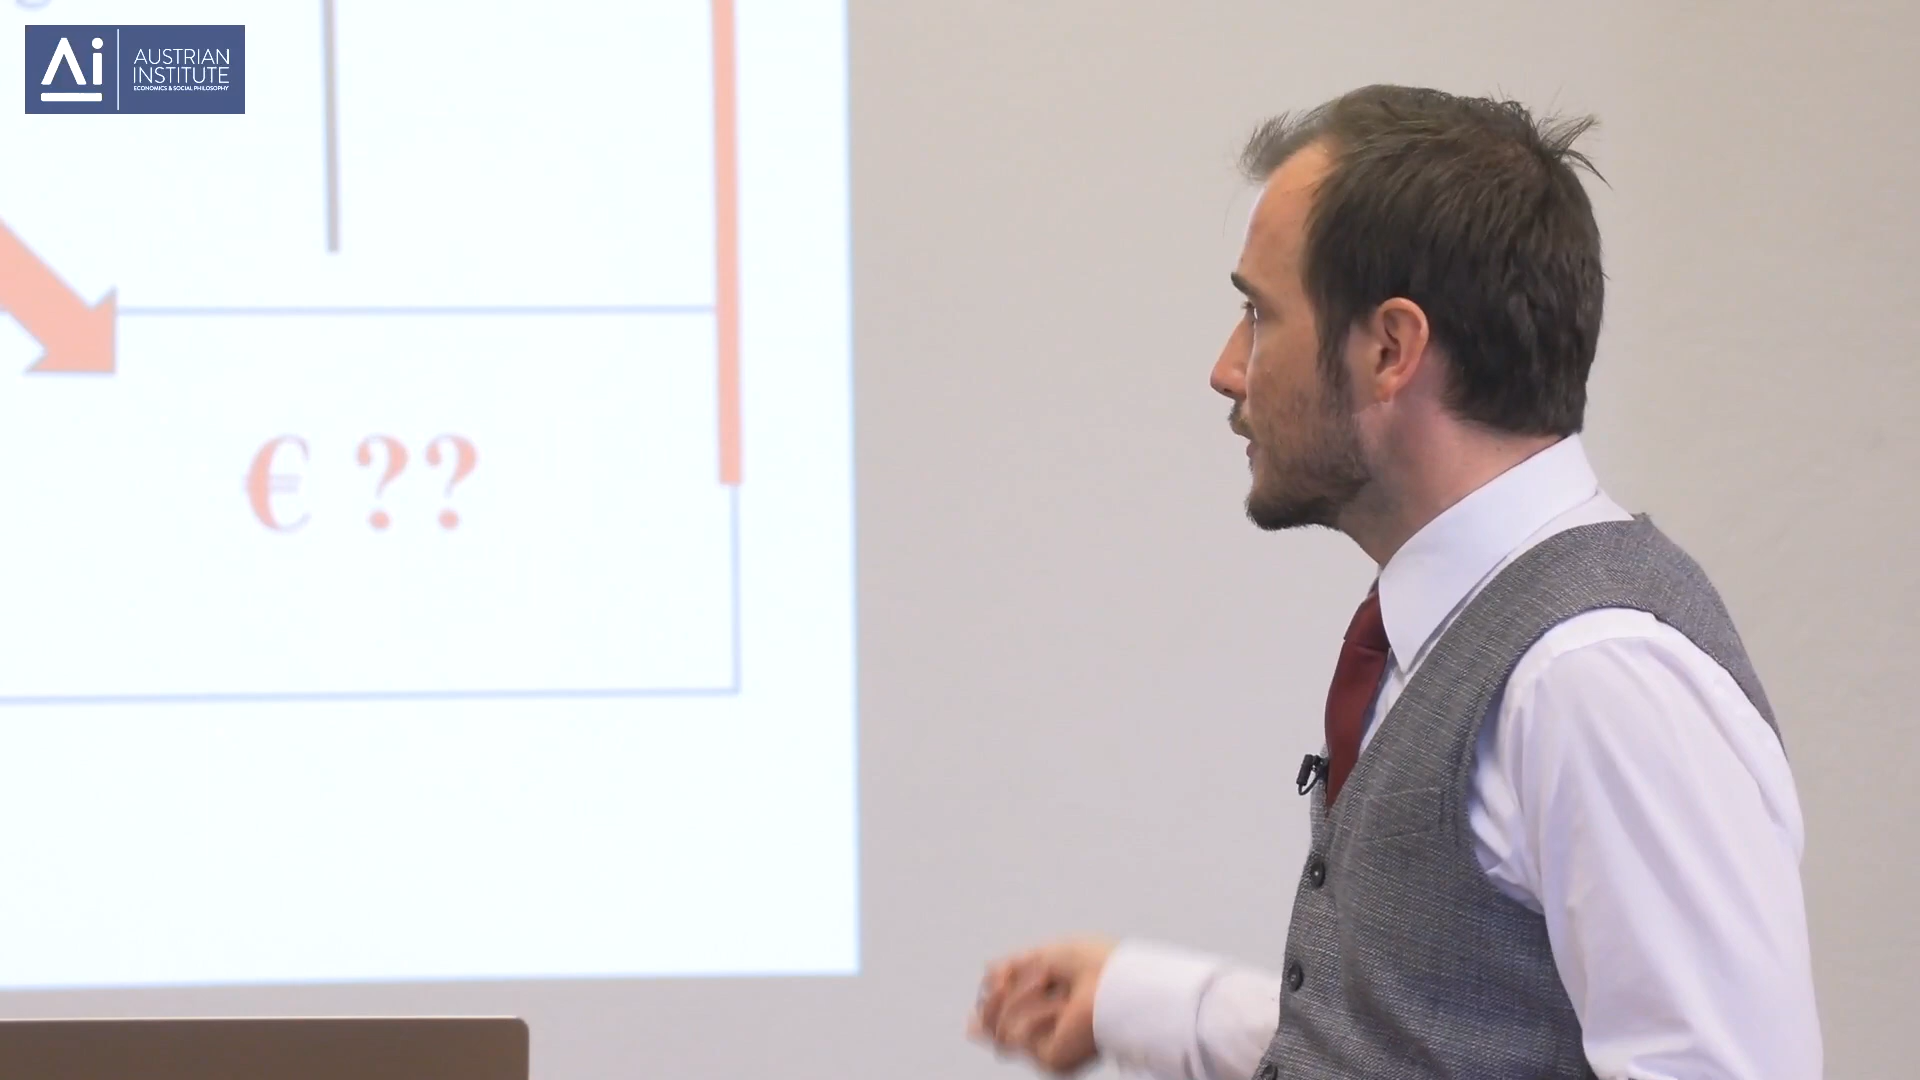 Ai
AUSTRIAN
INSTITUTE
ECONOMICS & SOCIAL PHILOSOPHY
€ ??